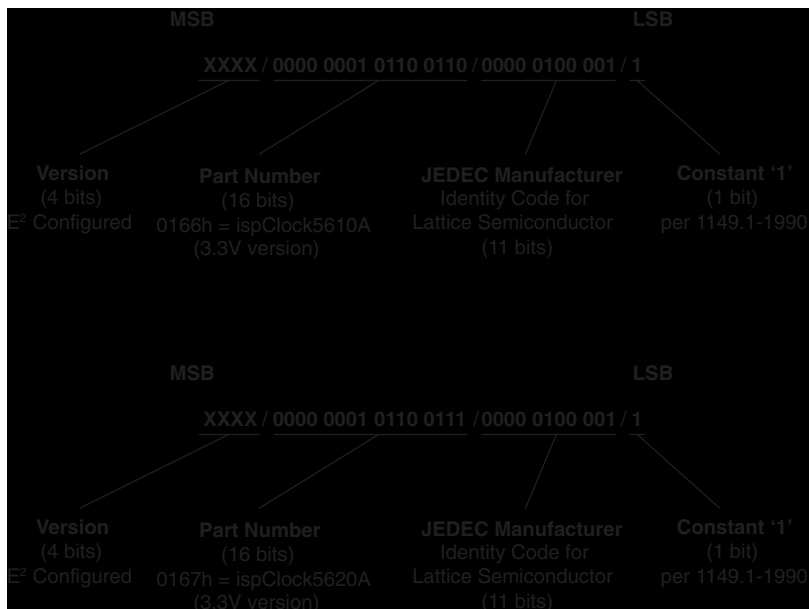 MSB LSB
XXXX / 0000 0001 0110 0110 / 0000 0100 001 / 1
Version Part Number JEDEC Manufacturer Constant ‘1’
(4 bits) (16 bits) Identity Code for (1 bit)
E² Configured 0166h = ispClock5610A Lattice Semiconductor per 1149.1-1990
(3.3V version) (11 bits)
MSB LSB
XXXX / 0000 0001 0110 0111 / 0000 0100 001 / 1
Version Part Number JEDEC Manufacturer Constant ‘1’
(4 bits) (16 bits) Identity Code for (1 bit)
E² Configured 0167h = ispClock5620A Lattice Semiconductor per 1149.1-1990
(3.3V version) (11 bits)